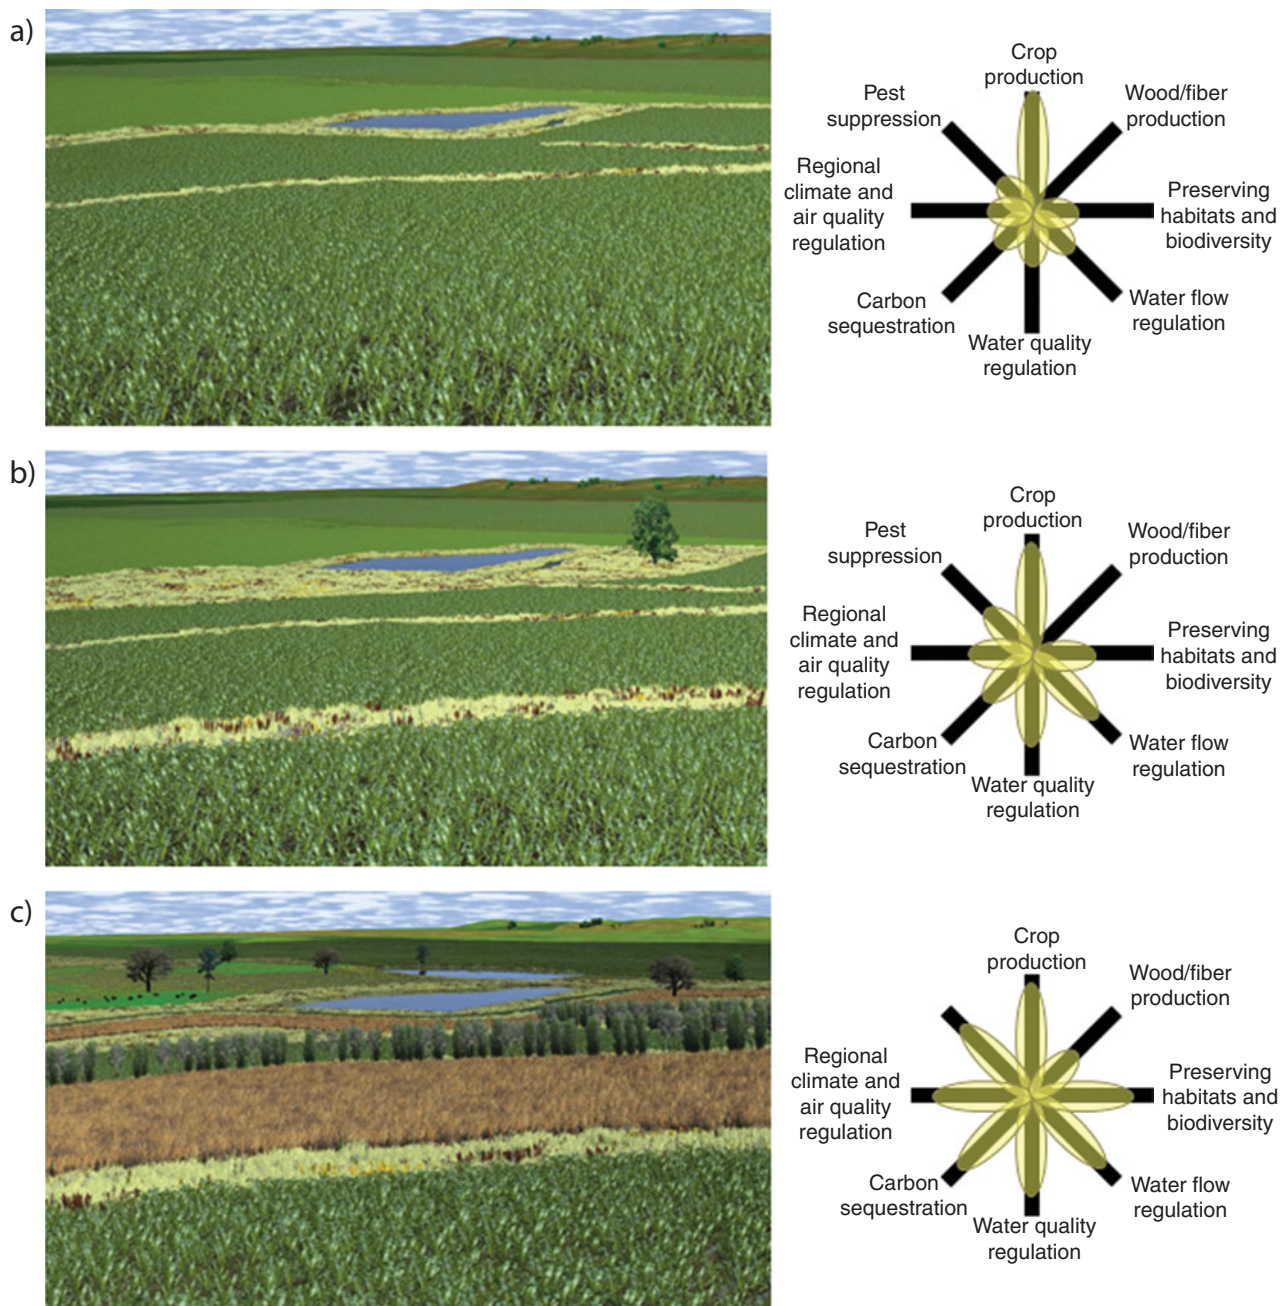 a)
Crop
production
Pest
suppression
Wood/fiber
production
Regional
climate and
air quality
regulation
Preserving
habitats and
biodiversity
Carbon
sequestration
Water flow
regulation
Water quality
regulation
b)
Crop
production
Pest
suppression
Wood/fiber
production
Regional
climate and
air quality
regulation
Preserving
habitats and
biodiversity
Carbon
sequestration
Water flow
regulation
Water quality
regulation
c)
Crop
production
Wood/fiber
production
Regional
climate and
air quality
regulation
Preserving
habitats and
biodiversity
Carbon
sequestration
Water flow
regulation
Water quality
regulation